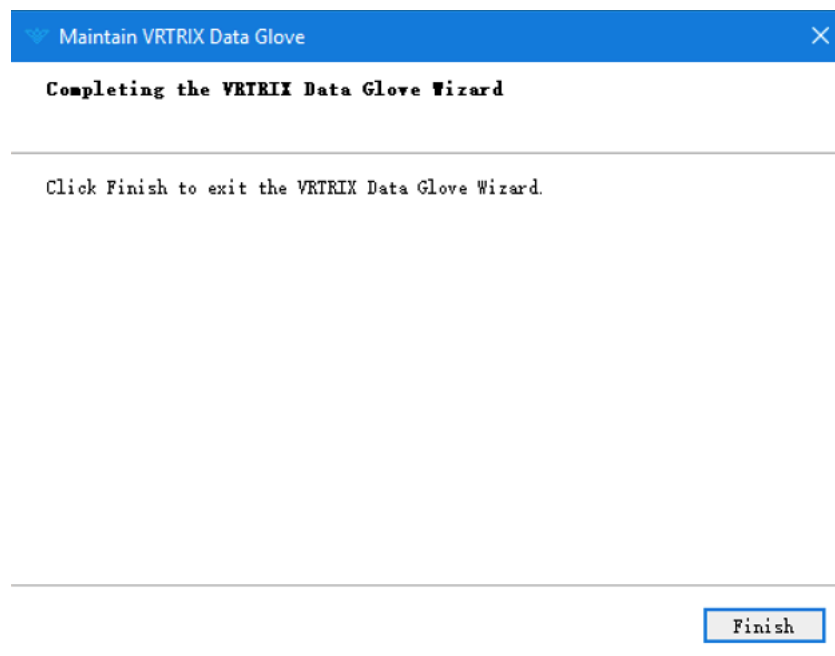 Maintain VRTRIX Data Glove
Completing the VRTRIX Data Glove Wizard
Click Finish to exit the VRTRIX Data Glove Wizard.
Finish